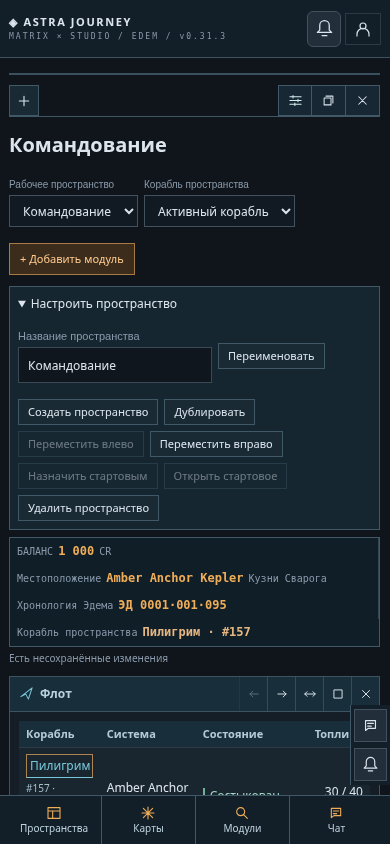 ◈ ASTRA JOURNEY
MATRIX × STUDIO / EDEM / v0.31.3
Командование
Рабочее пространство Корабль пространства
Командование Активный корабль
+ Добавить модуль
▼ Настроить пространство
Название пространства
Командование Переименовать
Создать пространство Дублировать
Переместить влево Переместить вправо
Назначить стартовым Открыть стартовое
Удалить пространство
БАЛАНС 1 000 CR
Местоположение Amber Anchor Kepler Кузни Сварога
Хронология Эдема ЭД 0001·001·095
Корабль пространства Пилигрим · #157
Есть несохранённые изменения
Флот
Корабль Система Состояние
Пилигрим
#157 · Amber Anchor 30 / 40
Пространства Карты Модули Чат